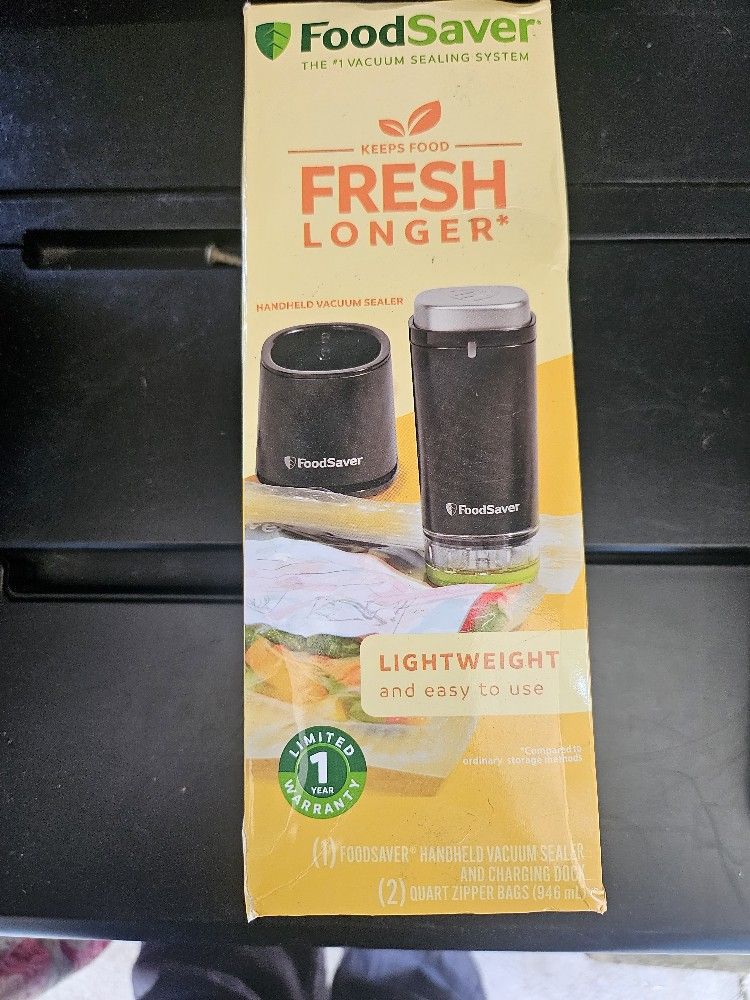 FoodSaver®
THE #1 VACUUM SEALING SYSTEM
KEEPS FOOD
FRESH
LONGER*
HANDHELD VACUUM SEALER
FoodSaver
FoodSaver
LIGHTWEIGHT
and easy to use
LIMITED
1
YEAR
WARRANTY
*Compared to
ordinary storage methods
(1) FOODSAVER® HANDHELD VACUUM SEALER
AND CHARGING DOCK
(2) QUART ZIPPER BAGS (946 mL)